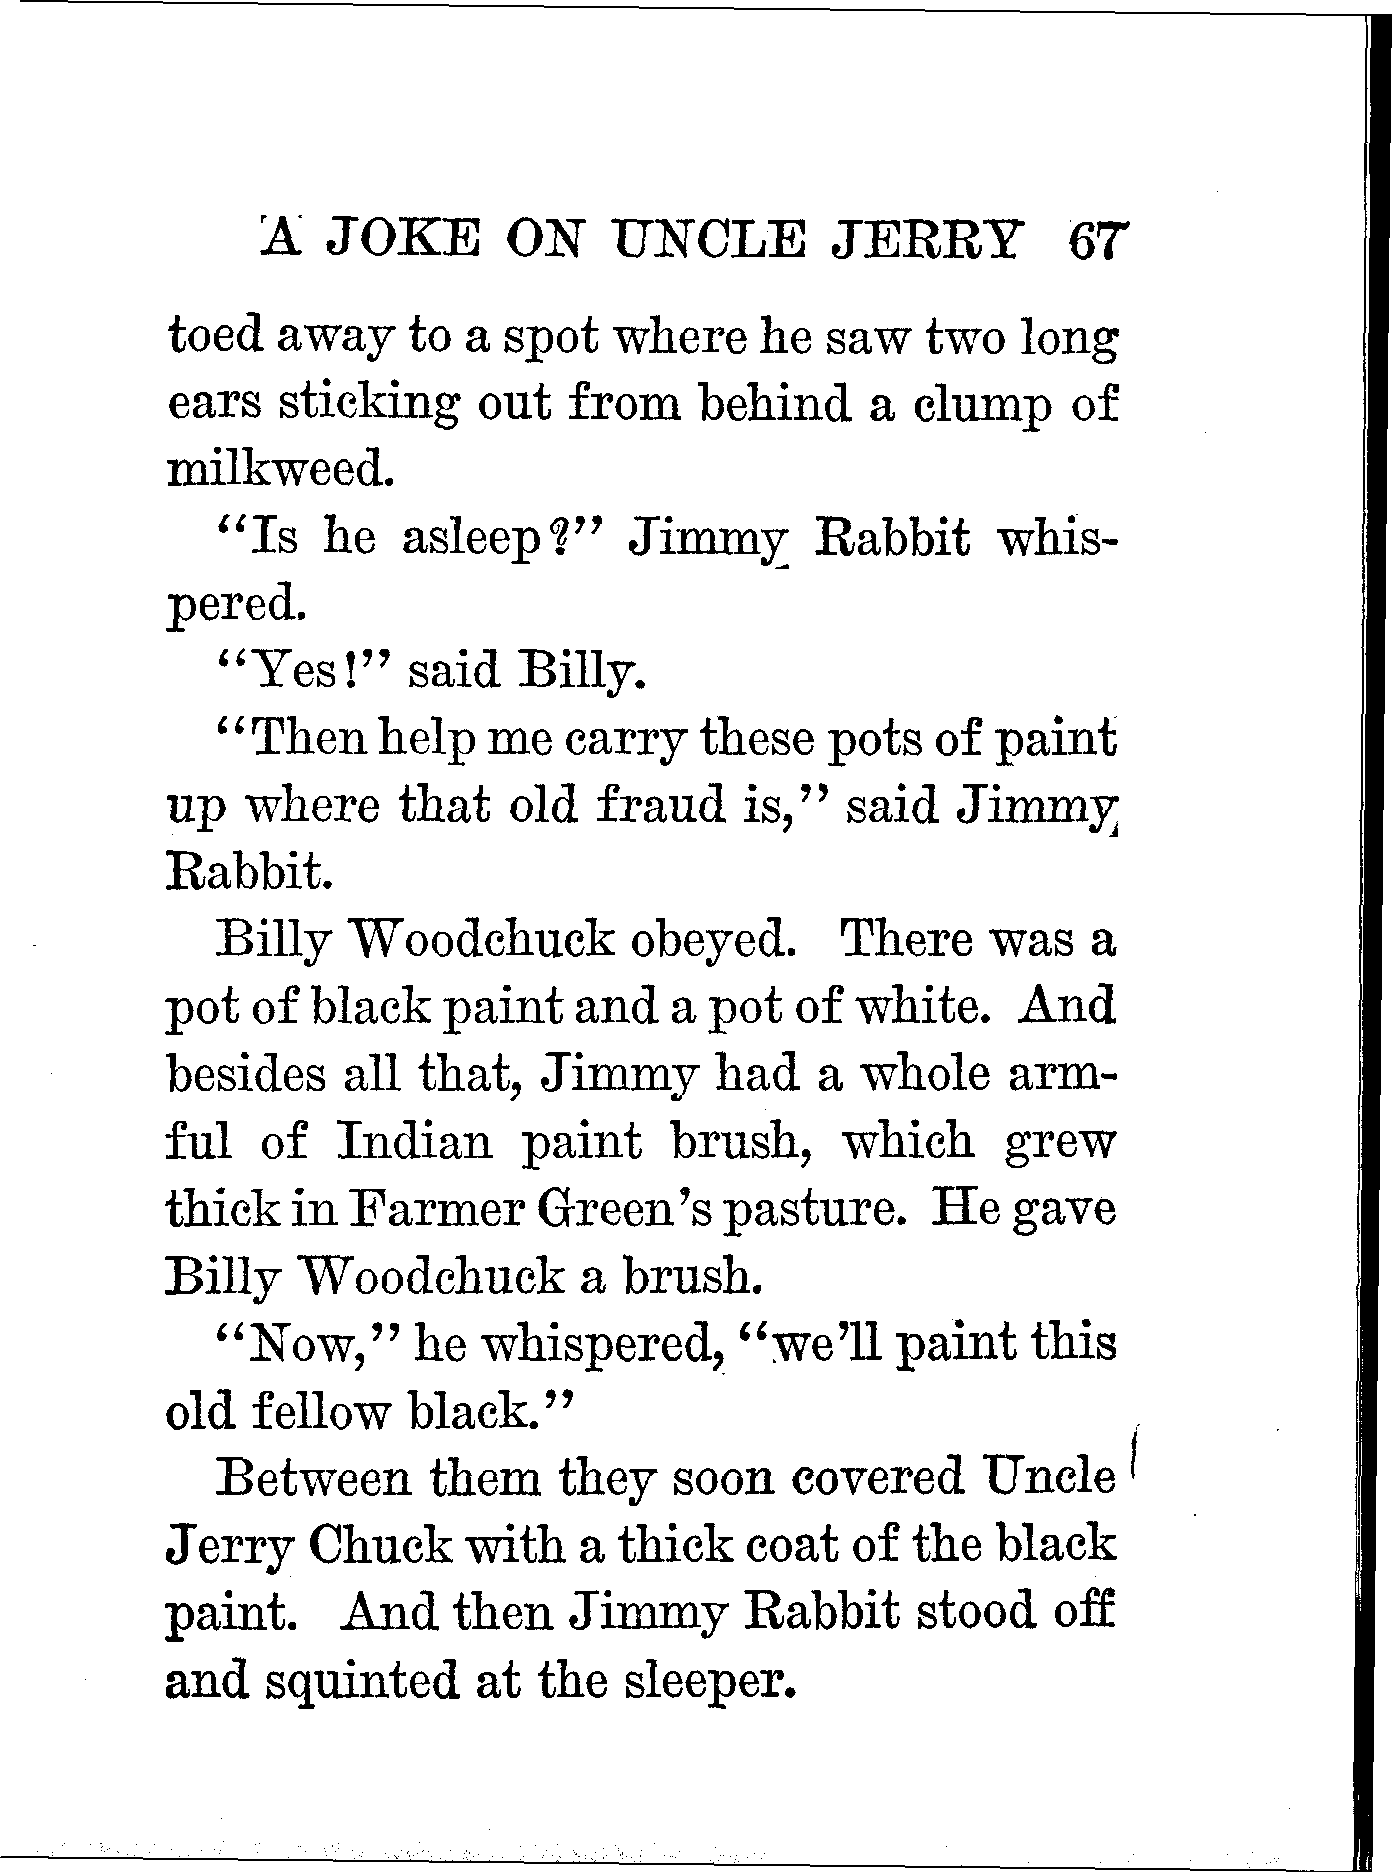 A JOKE ON UNCLE JERRY 67
toed away to a spot where he saw two long
ears sticking out from behind a clump of
milkweed.
"Is he asleep?" Jimmy Rabbit whis-
pered.
"Yes!" said Billy.
"Then help me carry these pots of paint
up where that old fraud is," said Jimmy
Rabbit.
Billy Woodchuck obeyed. There was a
pot of black paint and a pot of white. And
besides all that, Jimmy had a whole arm-
ful of Indian paint brush, which grew
thick in Farmer Green's pasture. He gave
Billy Woodchuck a brush.
"Now," he whispered, "we'll paint this
old fellow black."
Between them they soon covered Uncle
Jerry Chuck with a thick coat of the black
paint. And then Jimmy Rabbit stood off
and squinted at the sleeper.